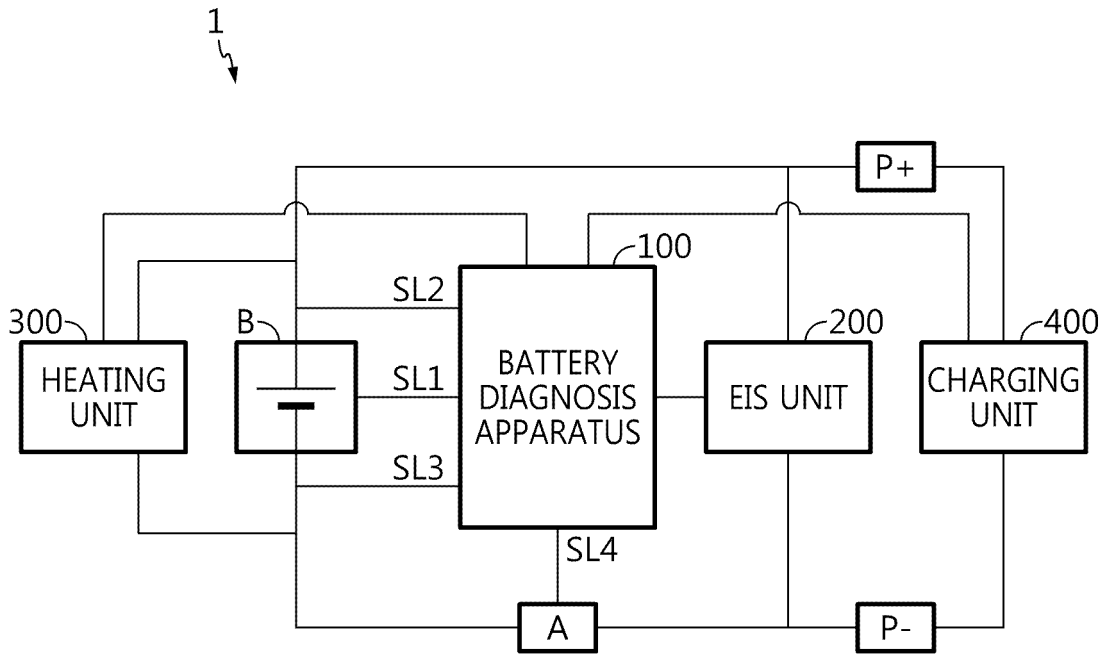 1
P+
100
SL2
300
B
200
400
HEATING
UNIT
SL1
BATTERY
DIAGNOSIS
APPARATUS
EIS UNIT
CHARGING
UNIT
SL3
SL4
A
P-